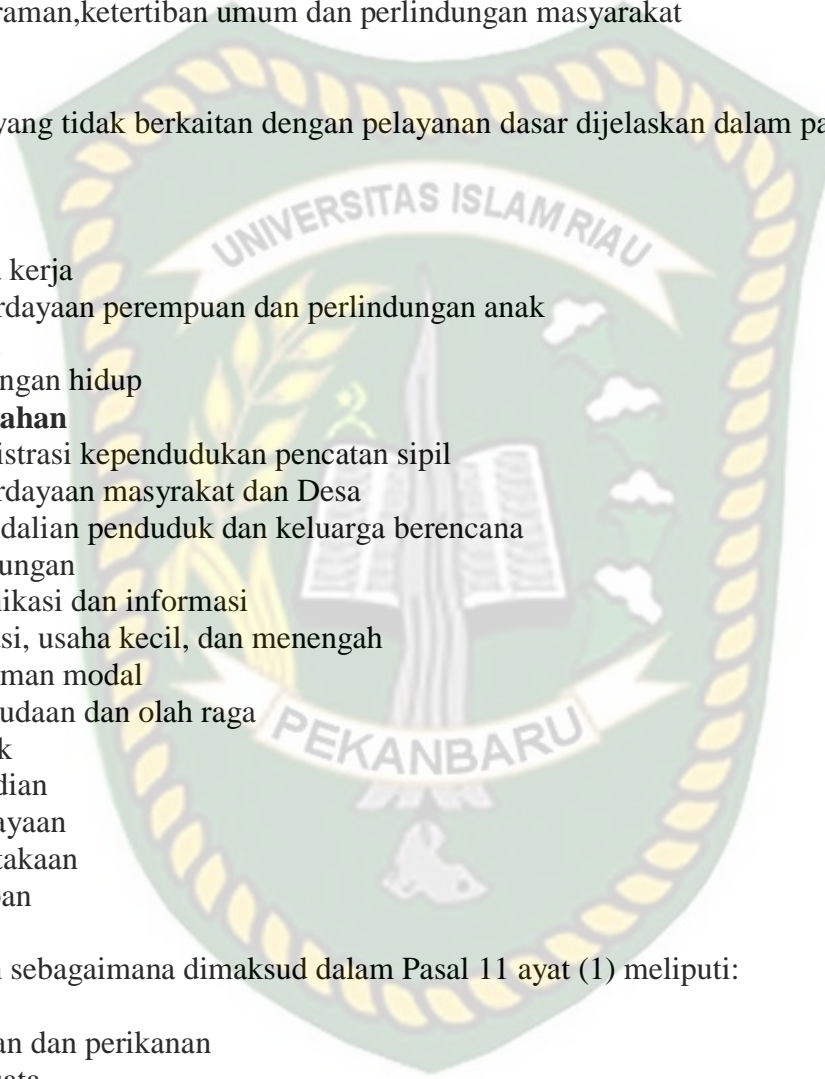 raman,ketertiban umum dan perlindungan masyarakat
yang tidak berkaitan dengan pelayanan dasar dijelaskan dalam pa
UNIVERSITAS ISLAM RIAU
kerja
rdayaan perempuan dan perlindungan anak
ngan hidup
ahan
istrasi kependudukan pencatan sipil
rdayaan masyrakat dan Desa
dalian penduduk dan keluarga berencana
ungan
ikasi dan informasi
si, usaha kecil, dan menengah
man modal
udaan dan olah raga
PEKANBARU
k
dian
ayaan
takaan
an
sebagaimana dimaksud dalam Pasal 11 ayat (1) meliputi:
an dan perikanan